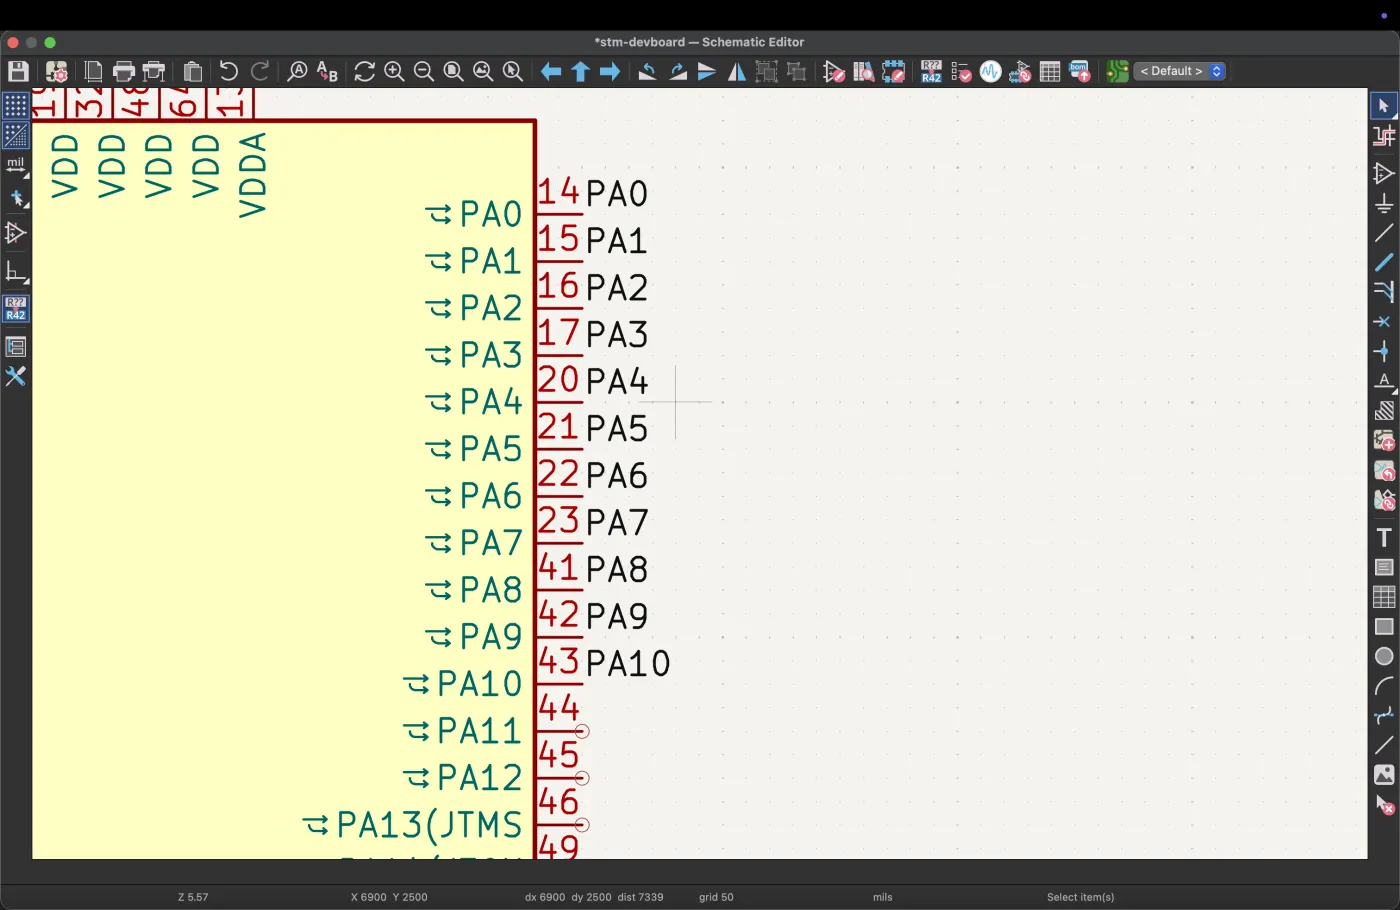 *stm-devboard — Schematic Editor
A
B
R??
R42
bom
< Default >
mil
R??
R42
A
T
VDD
VDD
VDD
VDD
VDDA
PA0 14 PA0
PA1 15 PA1
PA2 16 PA2
PA3 17 PA3
PA4 20 PA4
PA5 21 PA5
PA6 22 PA6
PA7 23 PA7
PA8 41 PA8
PA9 42 PA9
PA10 43 PA10
PA11 44
PA12 45
PA13(JTMS 46
49
Z 5.57 X 6900 Y 2500 dx 6900 dy 2500 dist 7339 grid 50 mils Select item(s)